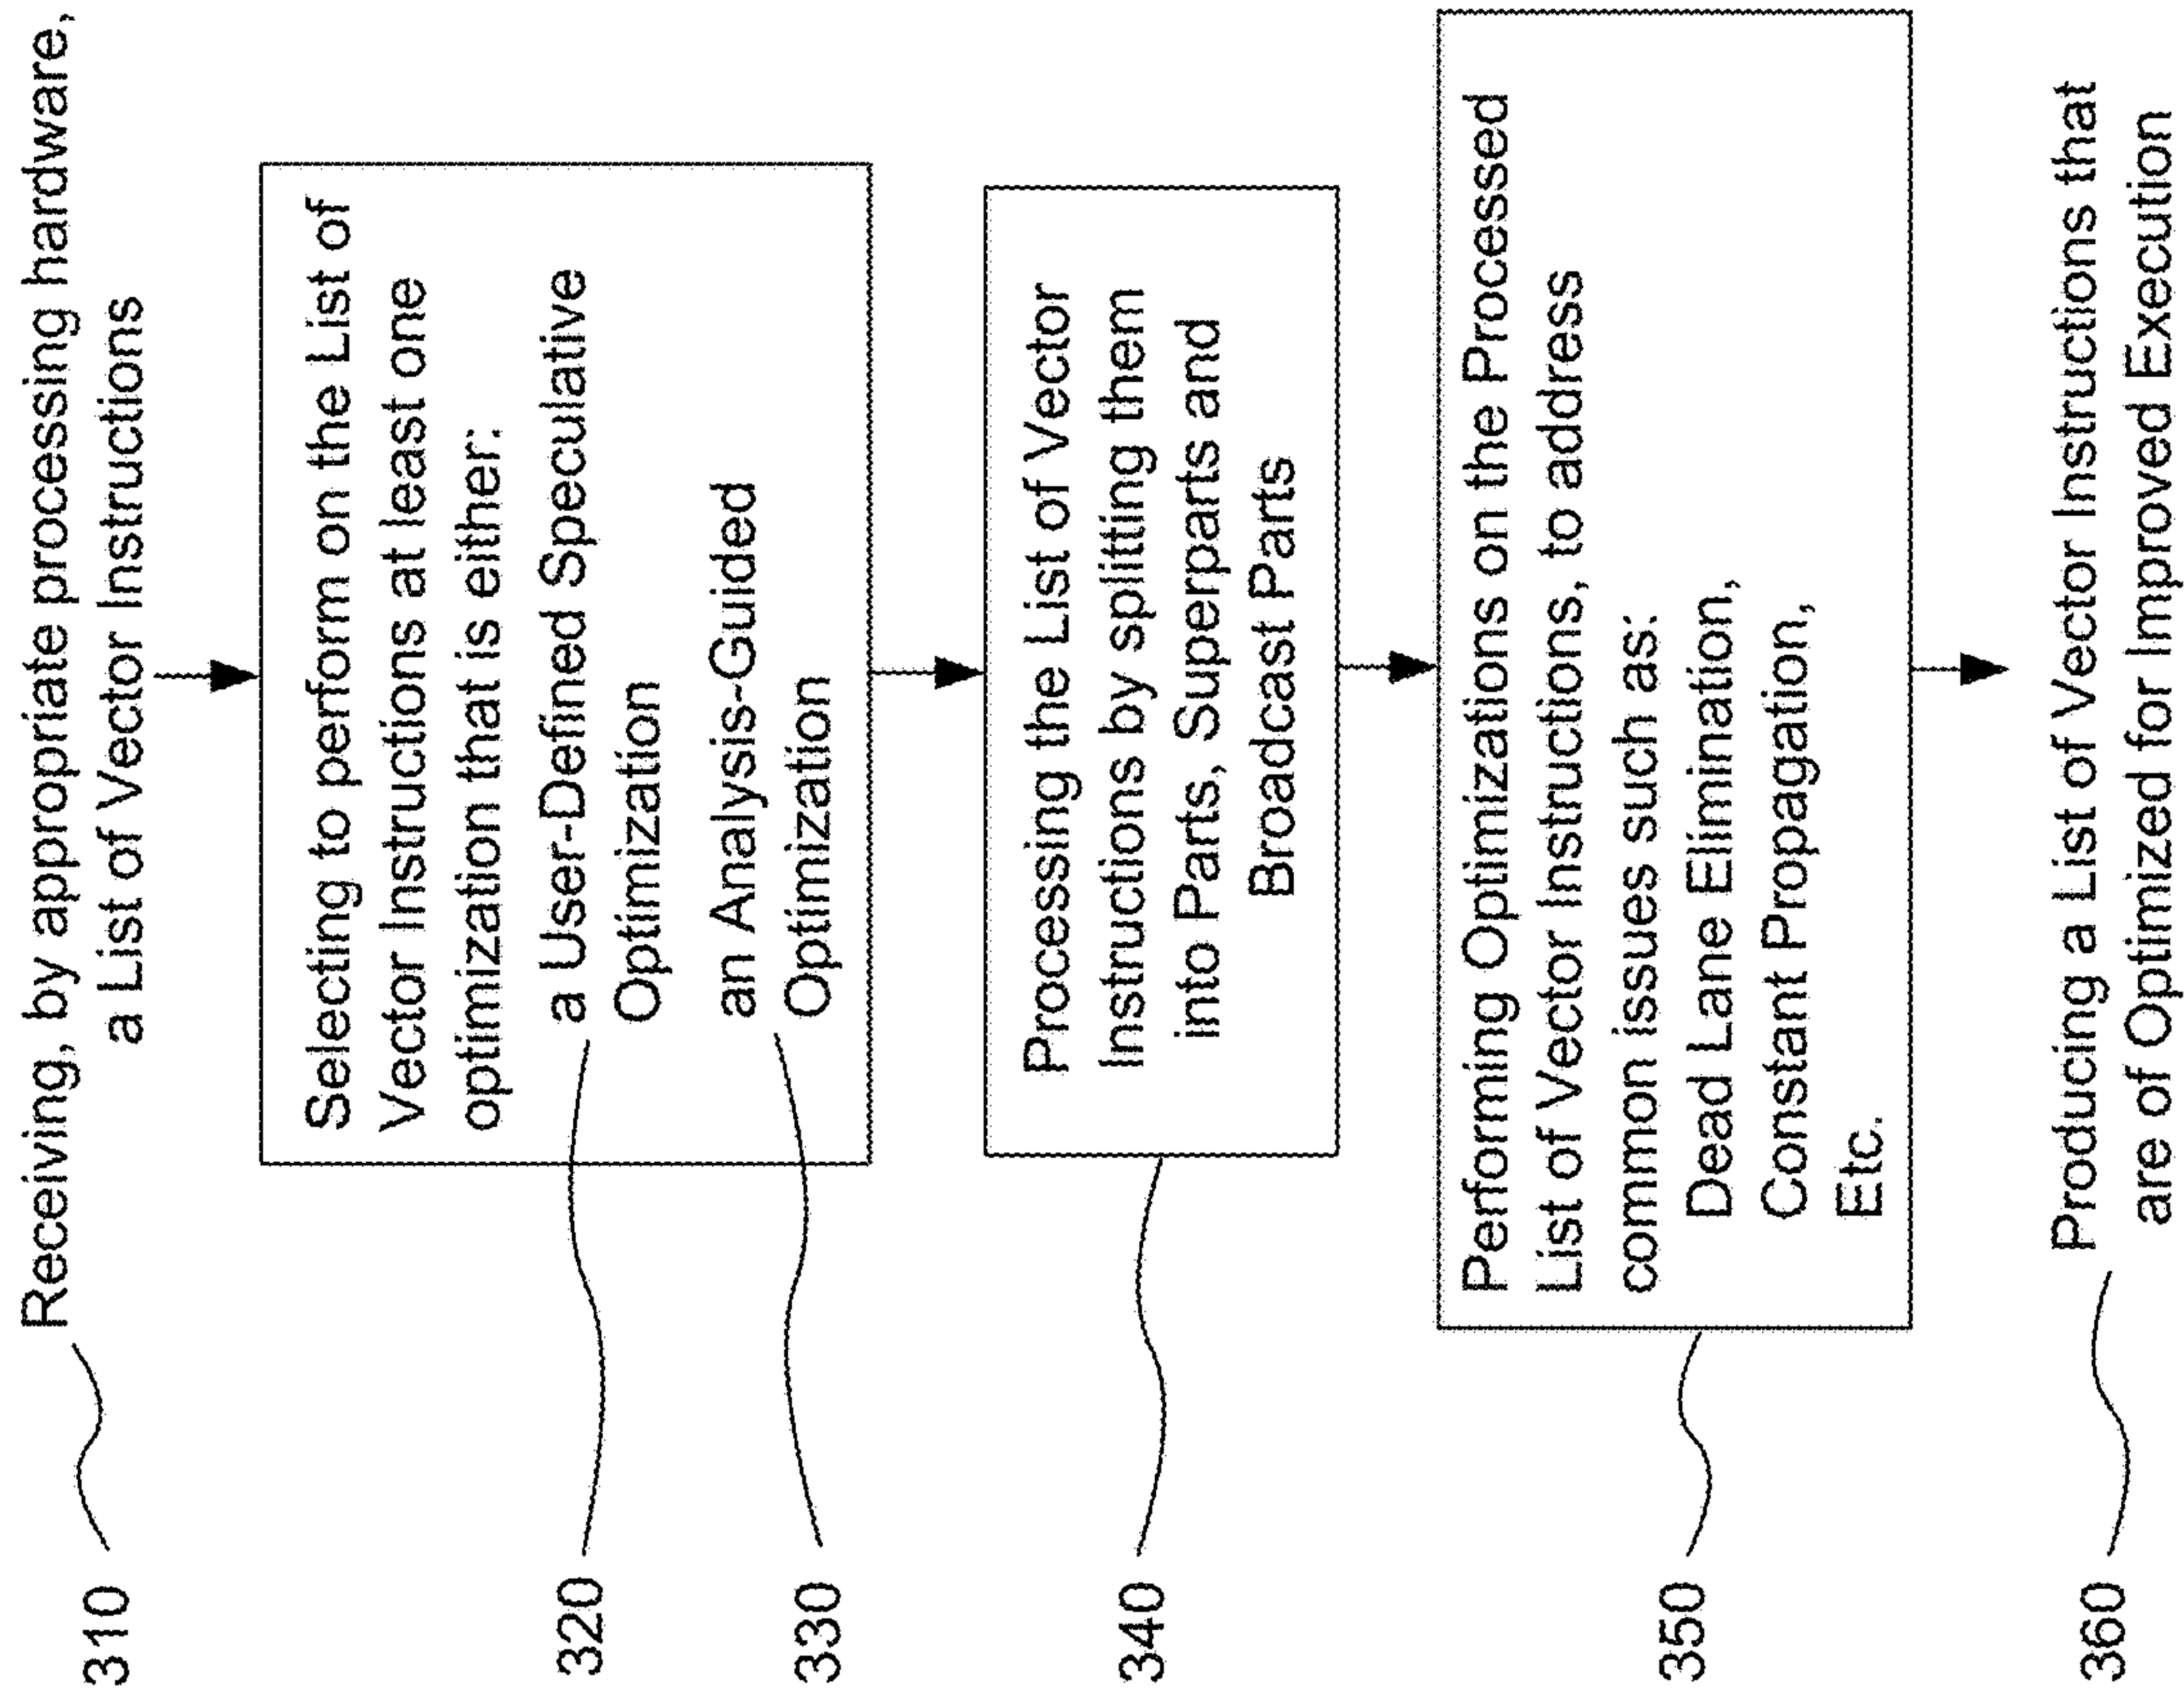 310
Receiving, by appropriate processing hardware,
a List of Vector Instructions
Selecting to perform on the List of
Vector Instructions at least one
optimization that is either:
320
a User-Defined Speculative
Optimization
330
an Analysis-Guided
Optimization
340
Processing the List of Vector
Instructions by splitting them
into Parts, Superparts and
Broadcast Parts
350
Performing Optimizations on the Processed
List of Vector Instructions, to address
common issues such as:
Dead Lane Elimination,
Constant Propagation,
Etc.
360
Producing a List of Vector Instructions that
are of Optimized for Improved Execution